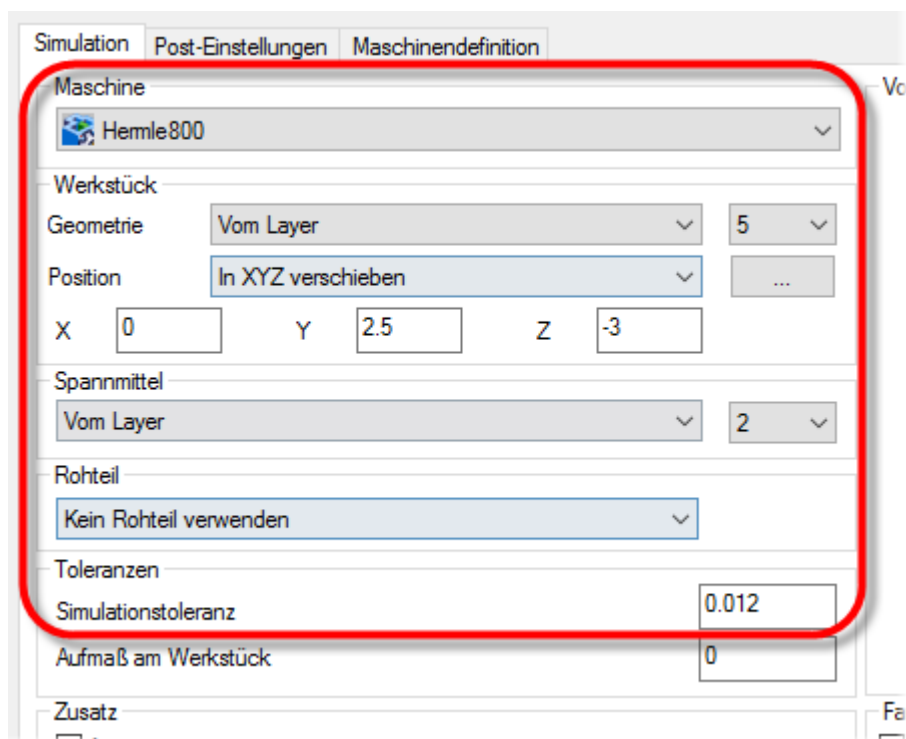 Simulation Post-Einstellungen Maschinendefinition
Maschine
Hermle800
Werkstück
Geometrie Vom Layer 5
Position In XYZ verschieben ...
X 0 Y 2.5 Z -3
Spannmittel
Vom Layer 2
Rohteil
Kein Rohteil verwenden
Toleranzen
Simulationstoleranz 0.012
Aufmaß am Werkstück 0
Zusatz